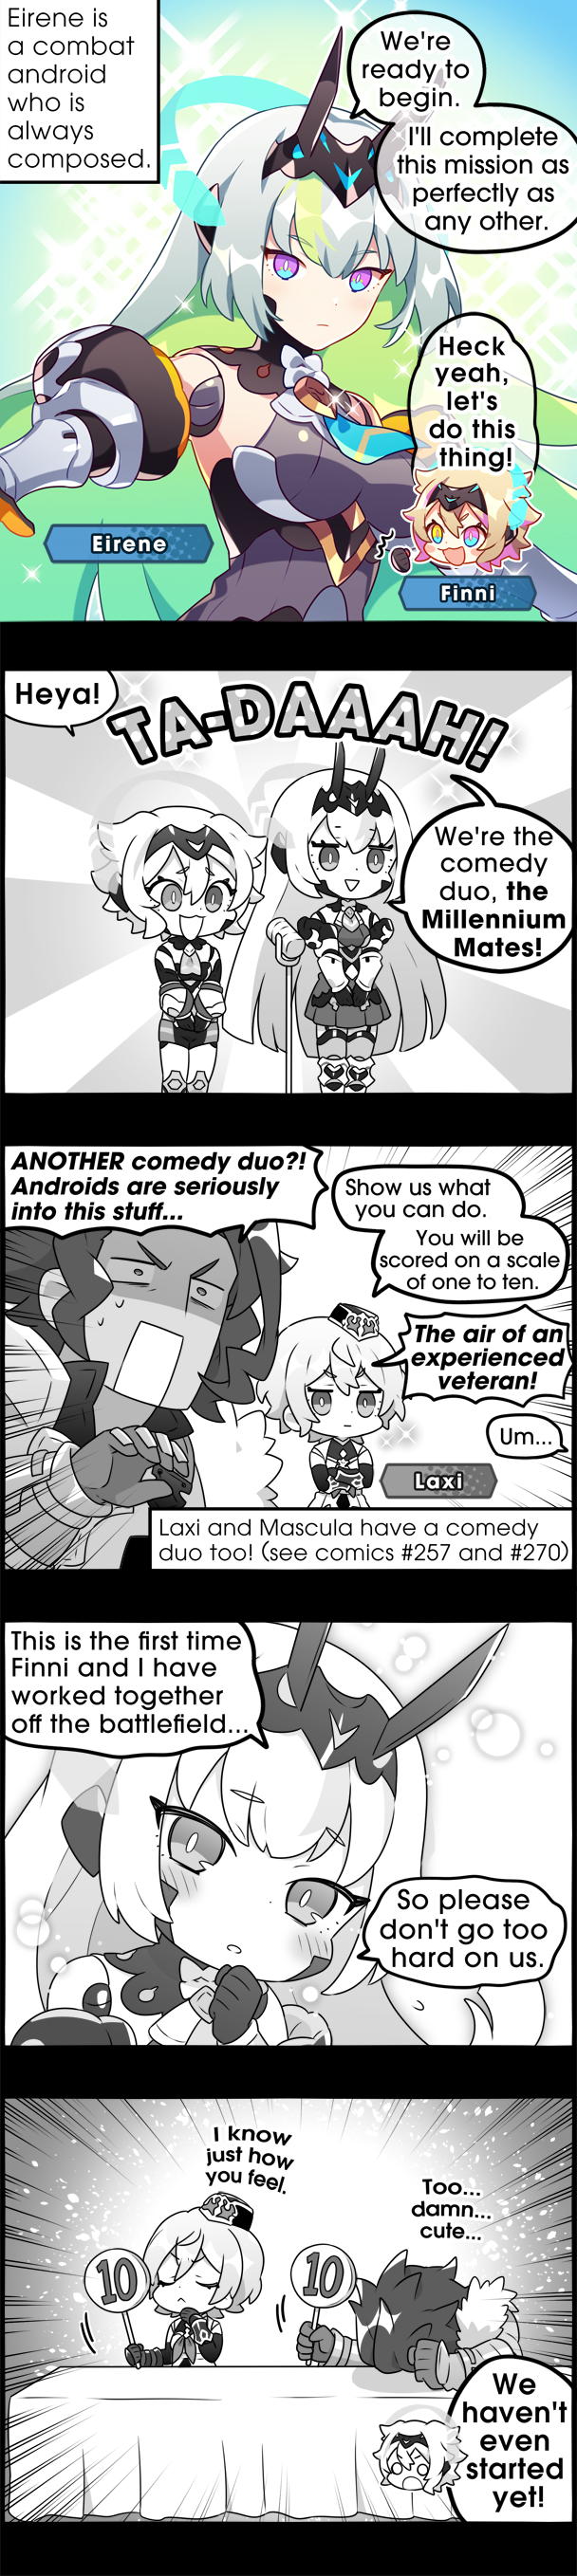 Eirene is
a combat
android
who is
always
composed.
We're
ready to
begin.
I'll complete
this mission as
perfectly as
any other.
Heck
yeah,
let's
do this
thing!
Eirene
Finni
Heya!
TA-DAAAH!
We're the
comedy
duo, the
Millennium
Mates!
ANOTHER comedy duo?!
Androids are seriously
into this stuff...
Show us what
you can do.
You will be
scored on a scale
of one to ten.
The air of an
experienced
veteran!
Um...
Laxi
Laxi and Mascula have a comedy
duo too! (see comics #257 and #270)
This is the first time
Finni and I have
worked together
off the battlefield...
So please
don't go too
hard on us.
I know
just how
you feel.
Too...
damn...
cute...
10
10
We
haven't
even
started
yet!